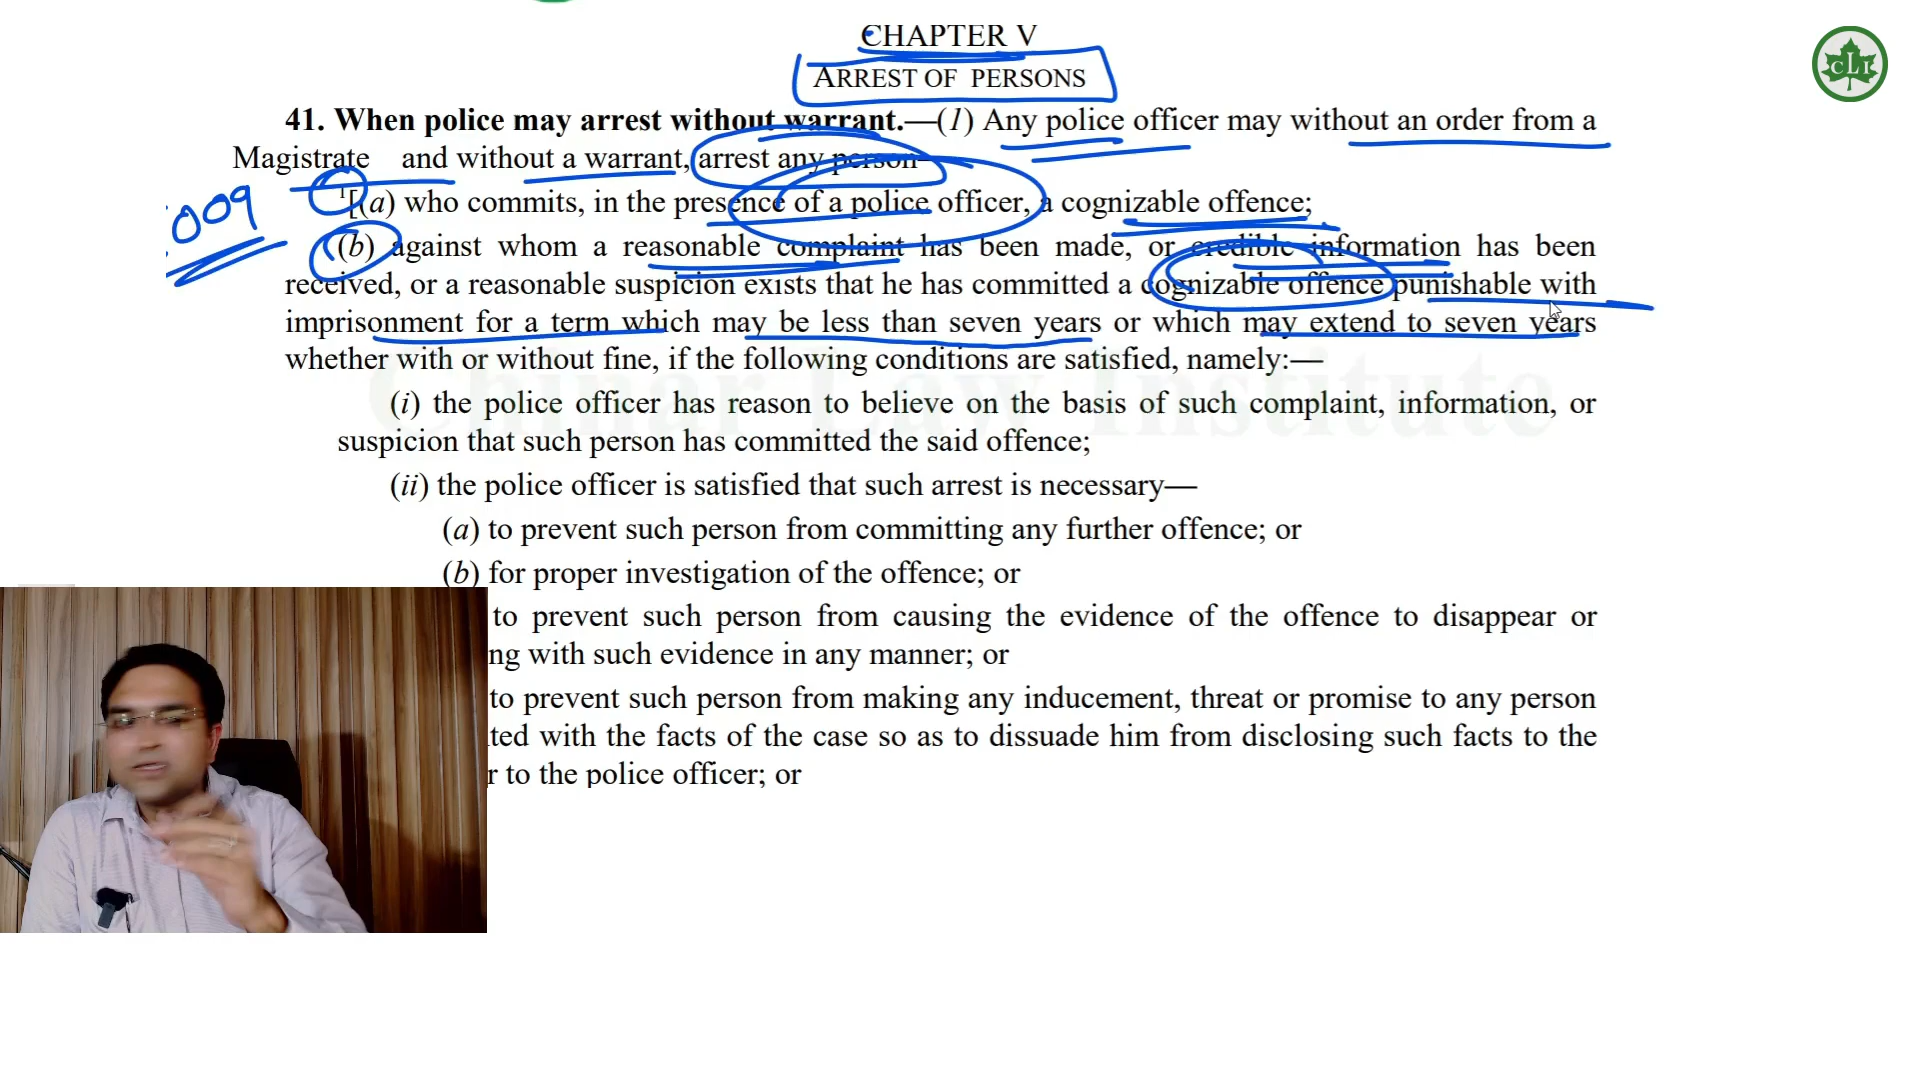 CHAPTER V
ARREST OF PERSONS
cLI
41. When police may arrest without warrant.—(1) Any police officer may without an order from a
Magistrate and without a warrant, arrest any person–
1[(a) who commits, in the presence of a police officer, a cognizable offence;
009
(b) against whom a reasonable complaint has been made, or credible information has been
received, or a reasonable suspicion exists that he has committed a cognizable offence punishable with
imprisonment for a term which may be less than seven years or which may extend to seven years
whether with or without fine, if the following conditions are satisfied, namely:—
Chinar Law Institute
(i) the police officer has reason to believe on the basis of such complaint, information, or
suspicion that such person has committed the said offence;
(ii) the police officer is satisfied that such arrest is necessary—
(a) to prevent such person from committing any further offence; or
(b) for proper investigation of the offence; or
to prevent such person from causing the evidence of the offence to disappear or
ng with such evidence in any manner; or
to prevent such person from making any inducement, threat or promise to any person
ted with the facts of the case so as to dissuade him from disclosing such facts to the
r to the police officer; or